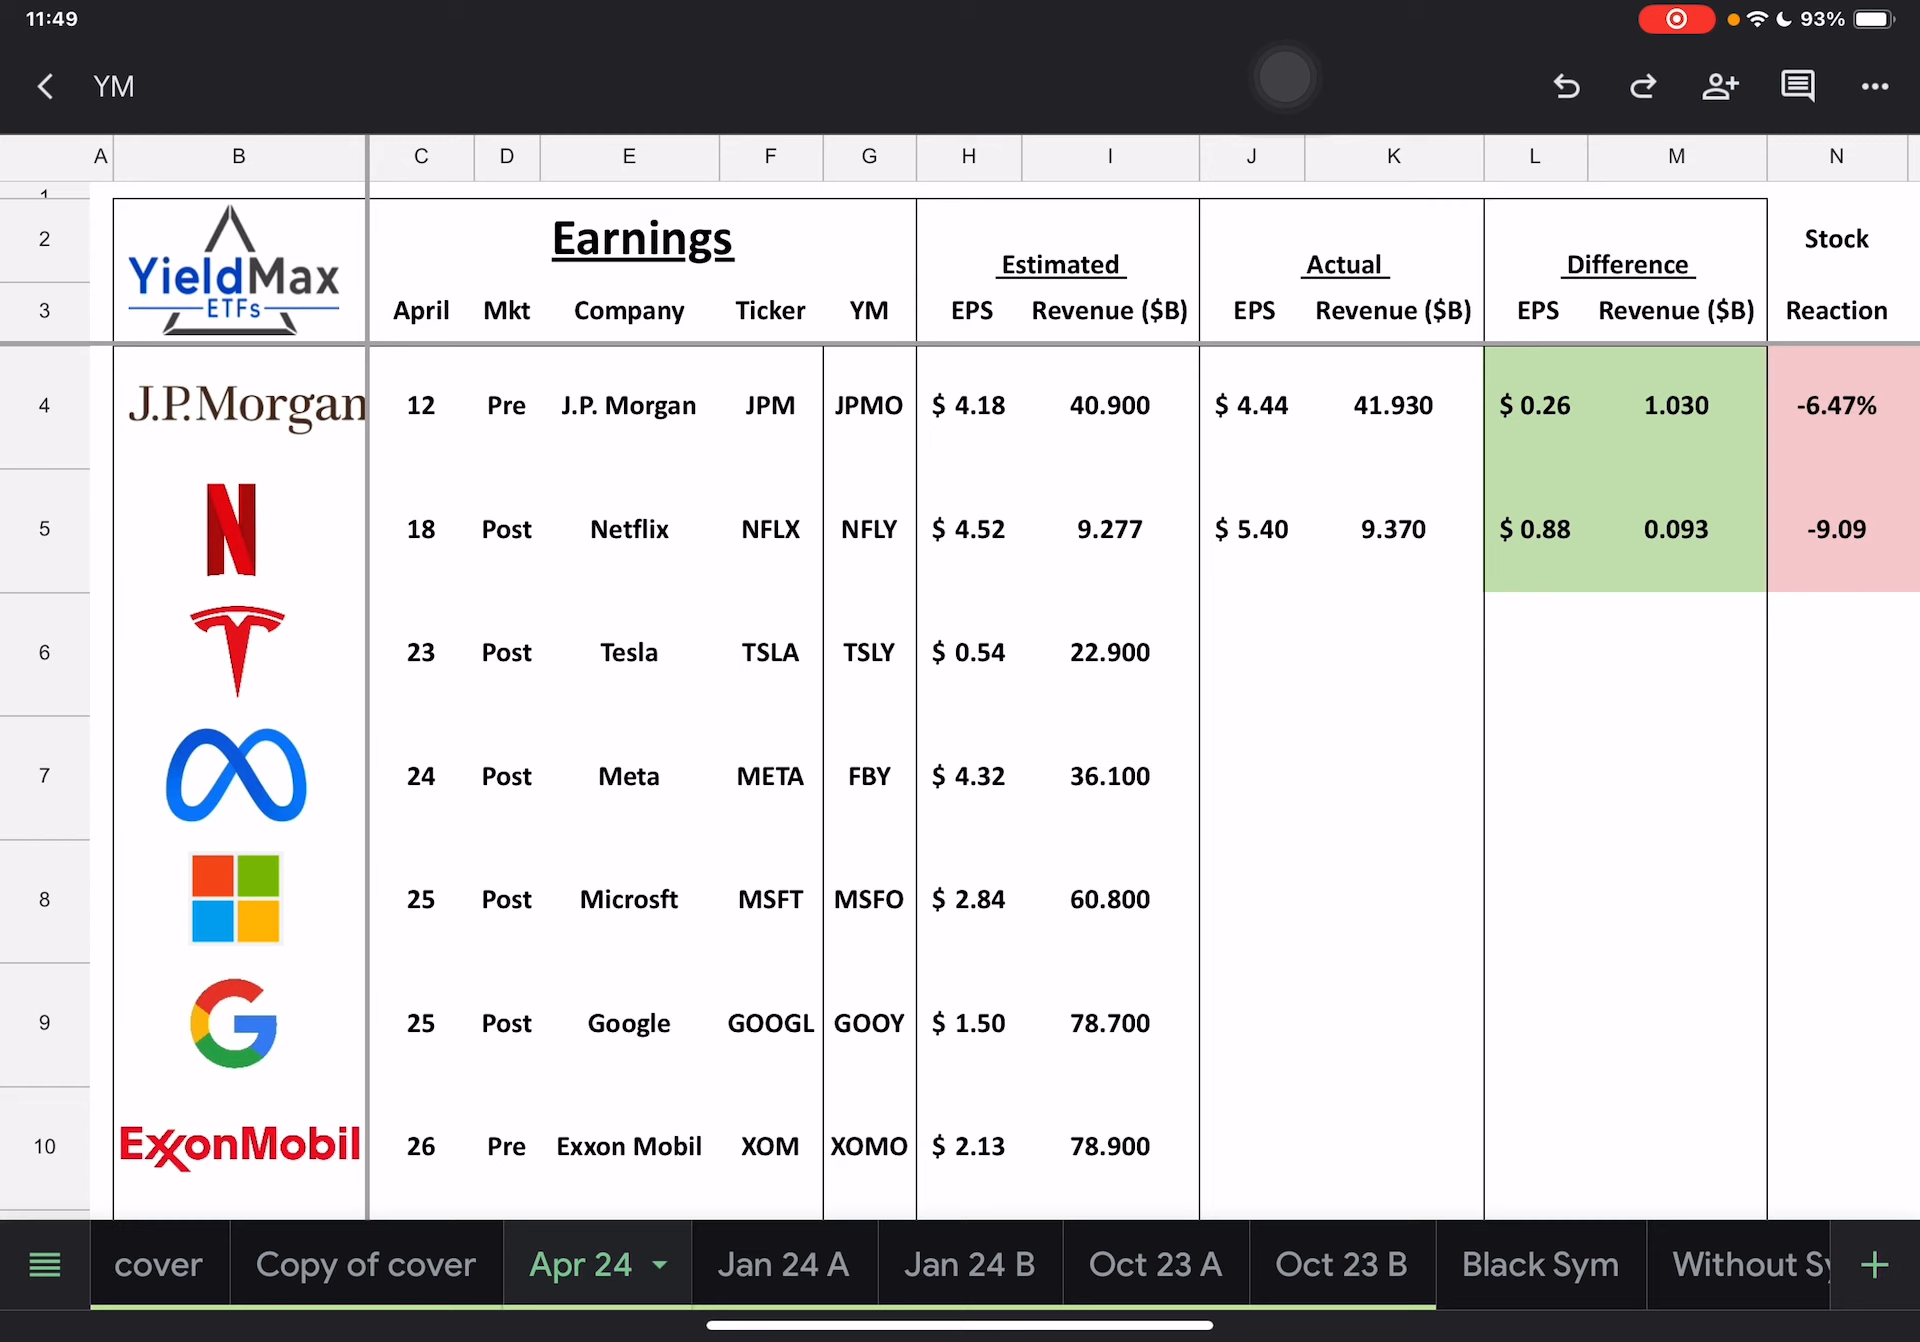 11:49
93%
YM
A B C D E F G H I J K L M N
1
2
YieldMax
ETFs
Earnings
Estimated Actual Difference
Stock
3
April Mkt Company Ticker YM EPS Revenue ($B) EPS Revenue ($B) EPS Revenue ($B) Reaction
4 J.P.Morgan 12 Pre J.P. Morgan JPM JPMO $ 4.18 40.900 $ 4.44 41.930 $ 0.26 1.030 -6.47%
5 N 18 Post Netflix NFLX NFLY $ 4.52 9.277 $ 5.40 9.370 $ 0.88 0.093 -9.09
6 23 Post Tesla TSLA TSLY $ 0.54 22.900
7 24 Post Meta META FBY $ 4.32 36.100
8 25 Post Microsft MSFT MSFO $ 2.84 60.800
9 G 25 Post Google GOOGL GOOY $ 1.50 78.700
10 ExxonMobil 26 Pre Exxon Mobil XOM XOMO $ 2.13 78.900
cover Copy of cover Apr 24 Jan 24 A Jan 24 B Oct 23 A Oct 23 B Black Sym Without Sy